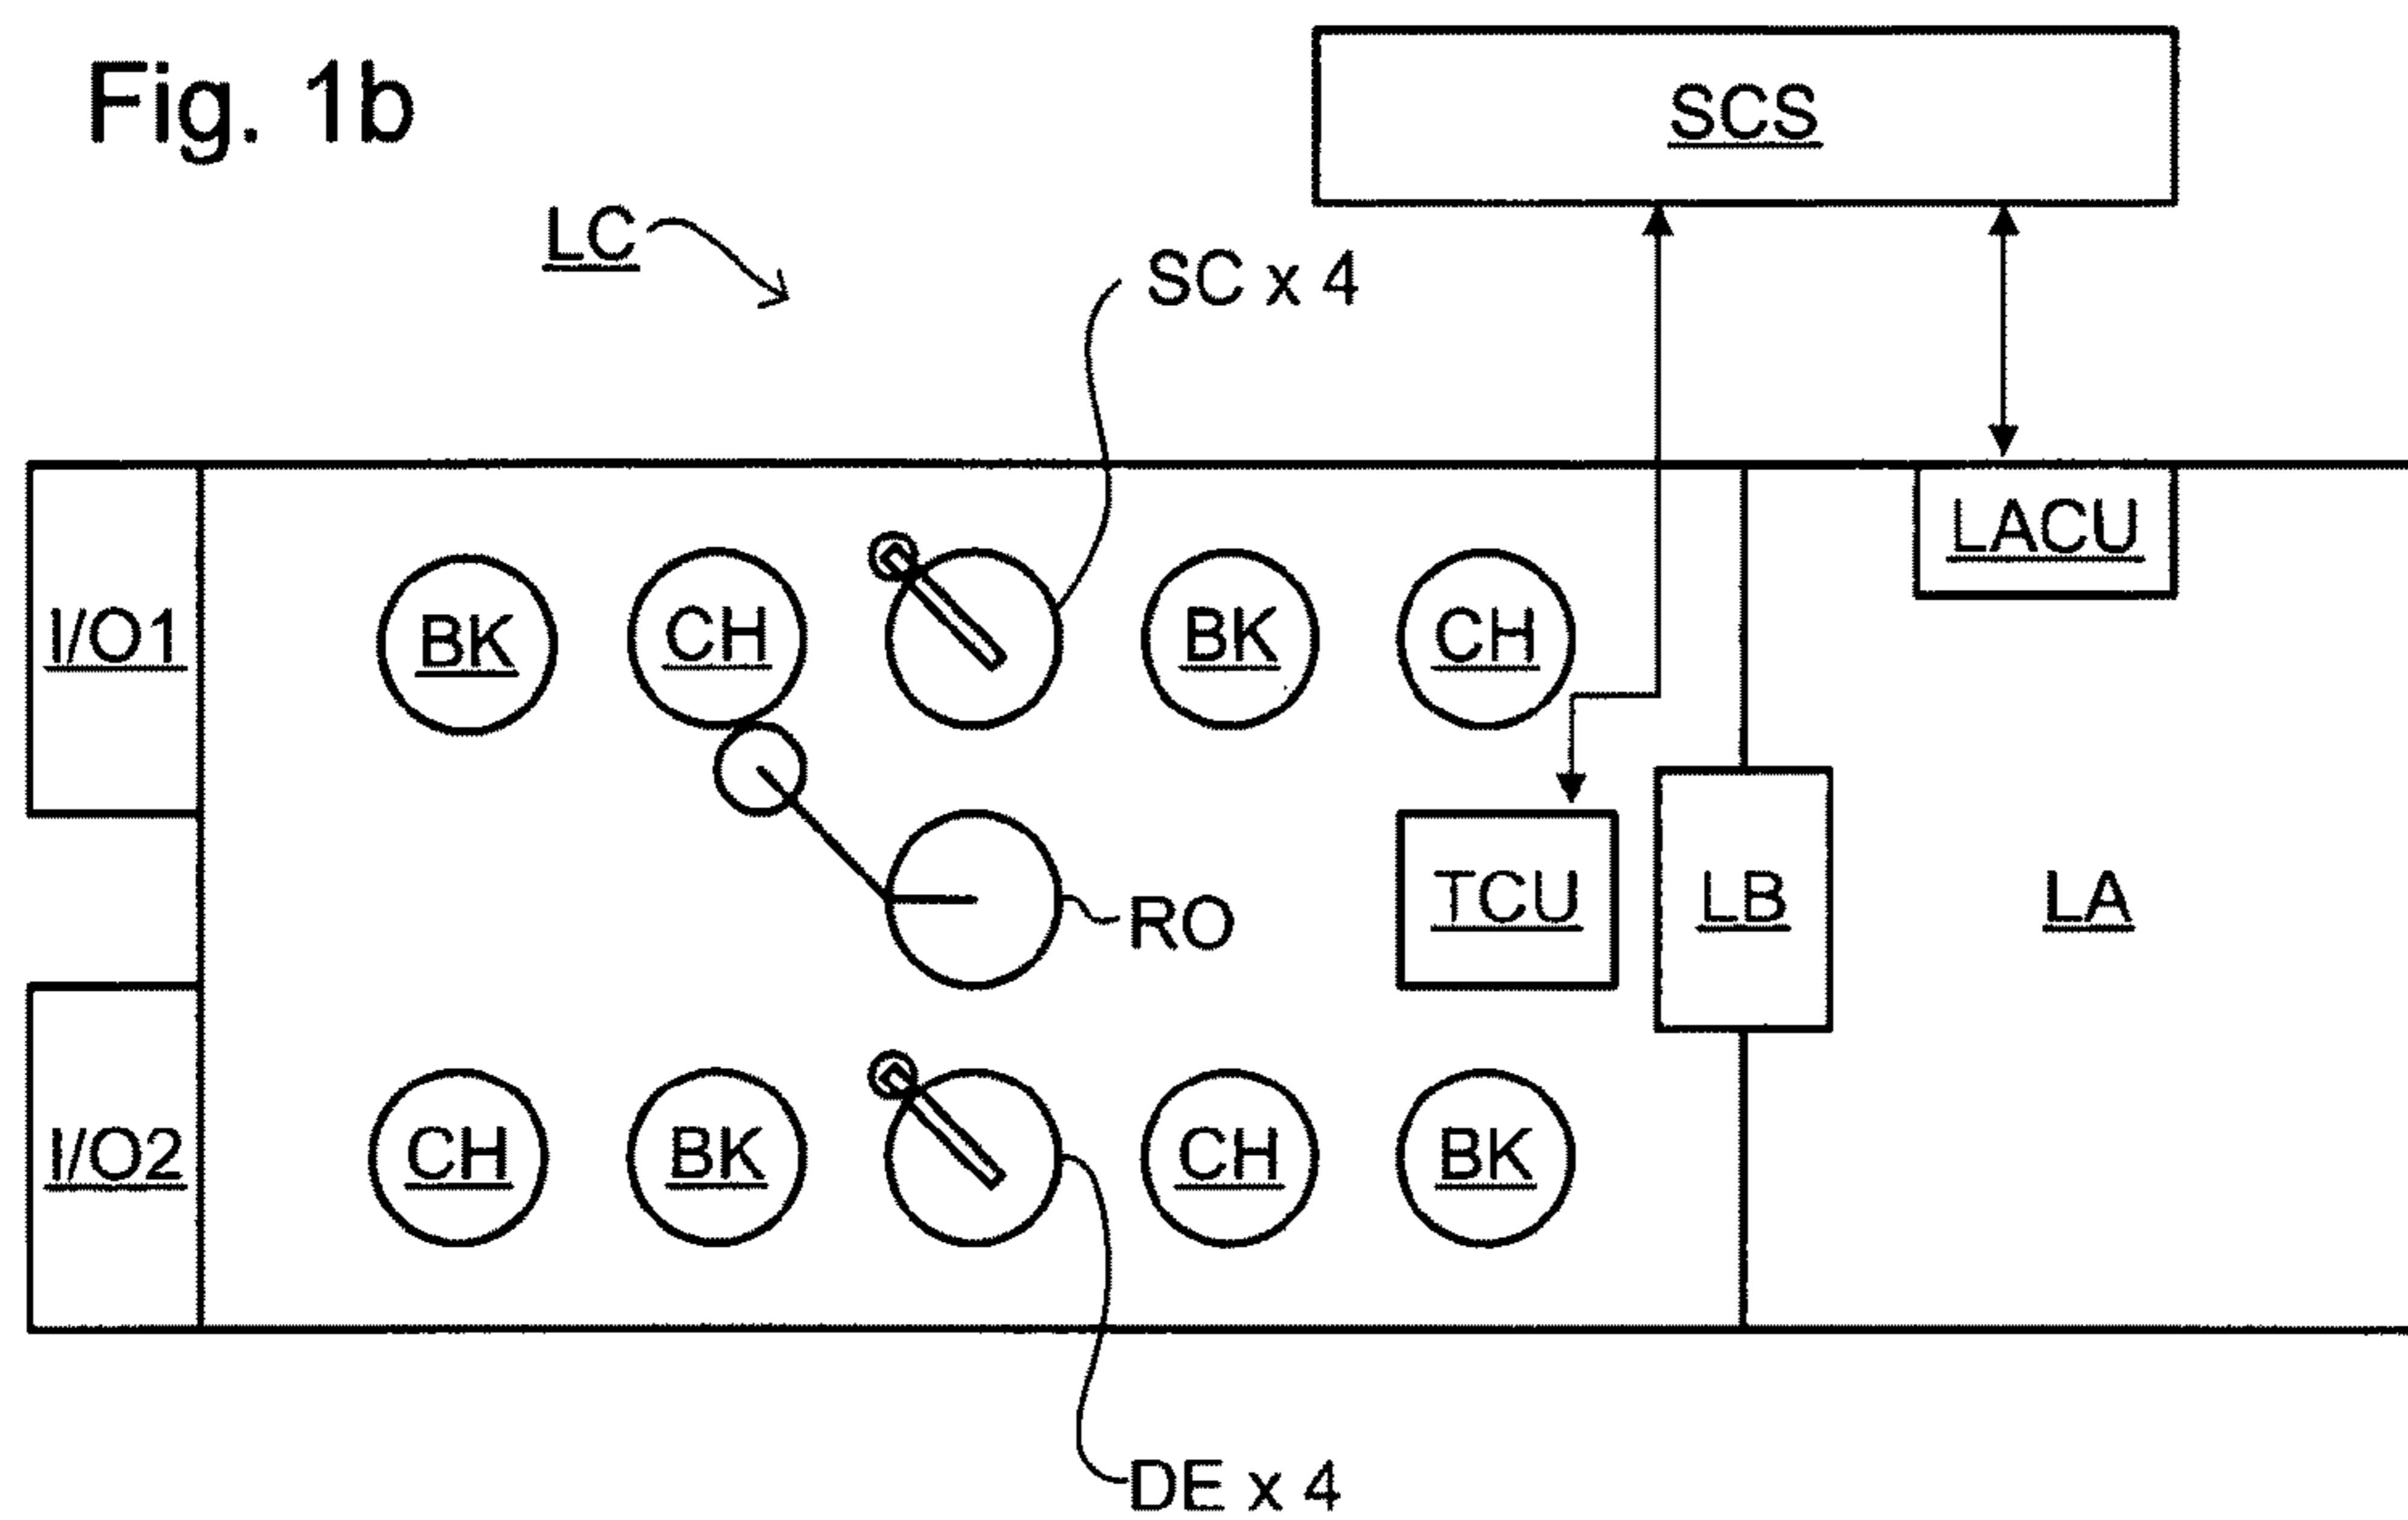 Fig. 1b
SCS
LC
SC x 4
LACU
I/O1
BK
CH
BK
CH
RO
TCU
LB
LA
I/O2
CH
BK
CH
BK
DE x 4